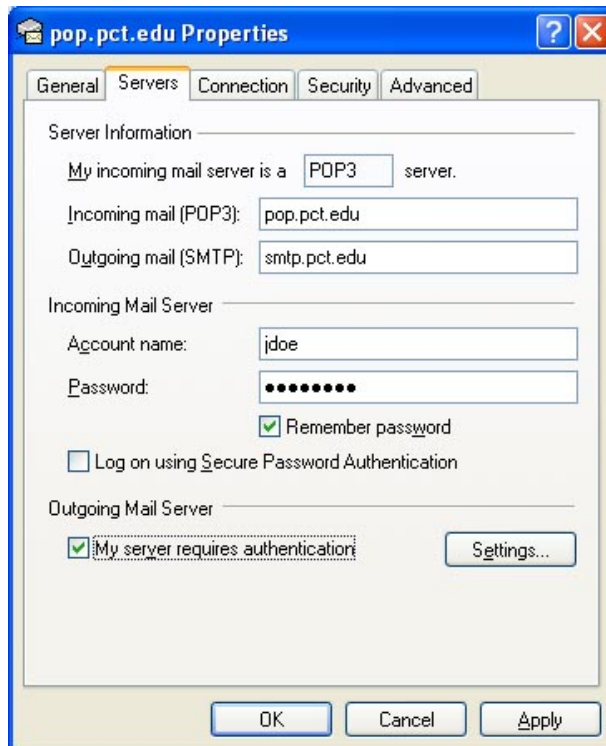 pop.pct.edu Properties
General Servers Connection Security Advanced
Server Information
My incoming mail server is a POP3 server.
Incoming mail (POP3): pop.pct.edu
Outgoing mail (SMTP): smtp.pct.edu
Incoming Mail Server
Account name: jdoe
Password: ●●●●●●●●
Remember password
Log on using Secure Password Authentication
Outgoing Mail Server
My server requires authentication Settings...
OK Cancel Apply